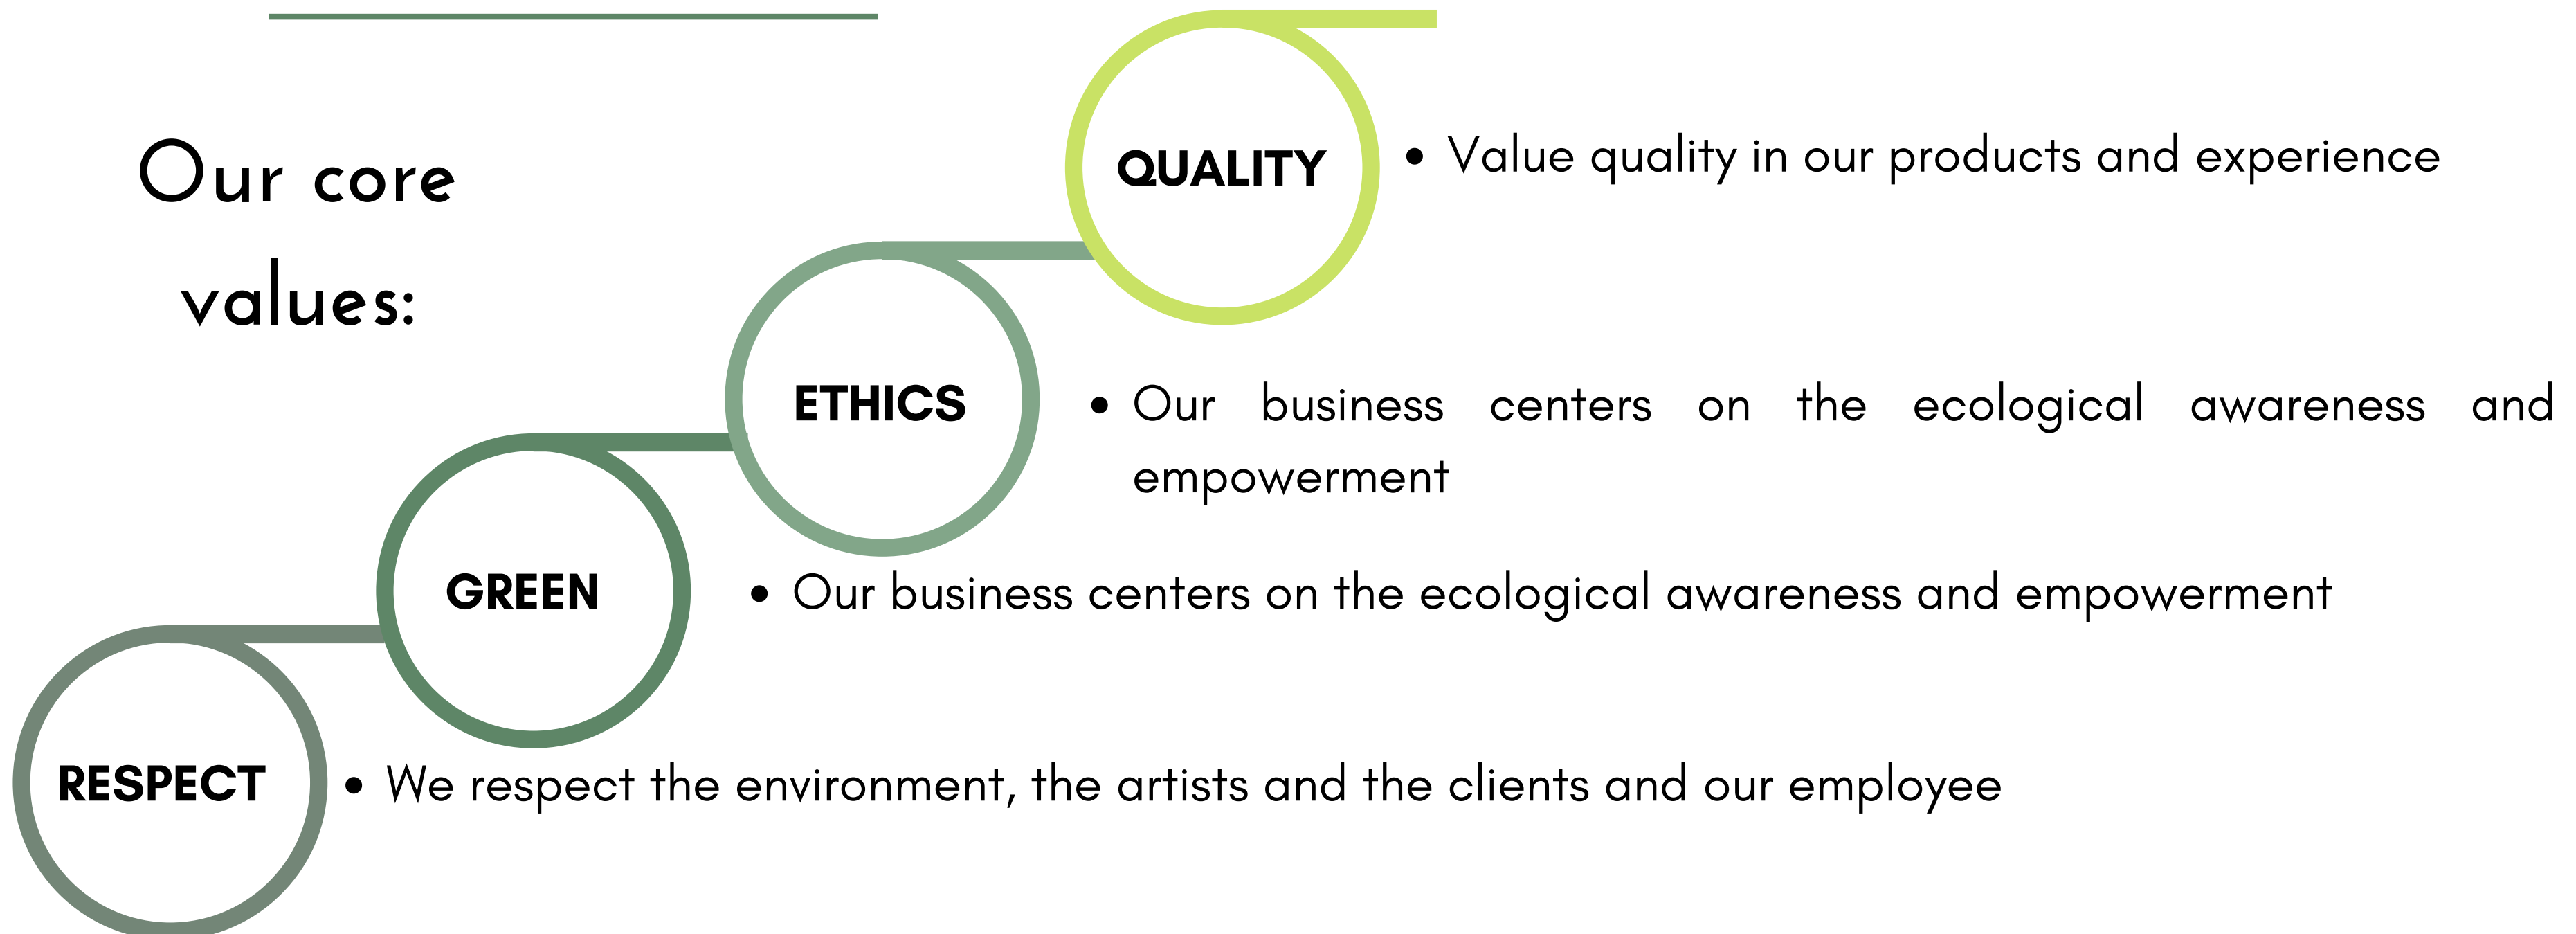 Our core
values:
QUALITY
• Value quality in our products and experience
ETHICS
• Our business centers on the ecological awareness and
empowerment
GREEN
• Our business centers on the ecological awareness and empowerment
RESPECT
• We respect the environment, the artists and the clients and our employee